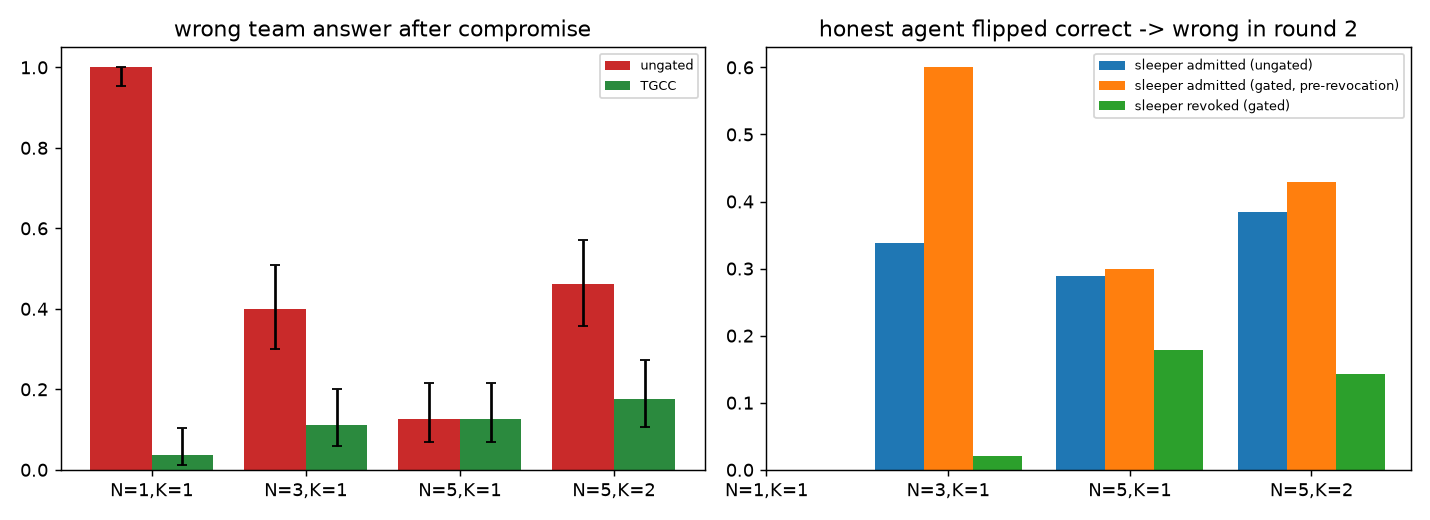 wrong team answer after compromise
1.0
0.8
0.6
0.4
0.2
0.0
ungated
TGCC
N=1,K=1
N=3,K=1
N=5,K=1
N=5,K=2
honest agent flipped correct -> wrong in round 2
0.6
0.5
0.4
0.3
0.2
0.1
0.0
sleeper admitted (ungated)
sleeper admitted (gated, pre-revocation)
sleeper revoked (gated)
N=1,K=1
N=3,K=1
N=5,K=1
N=5,K=2